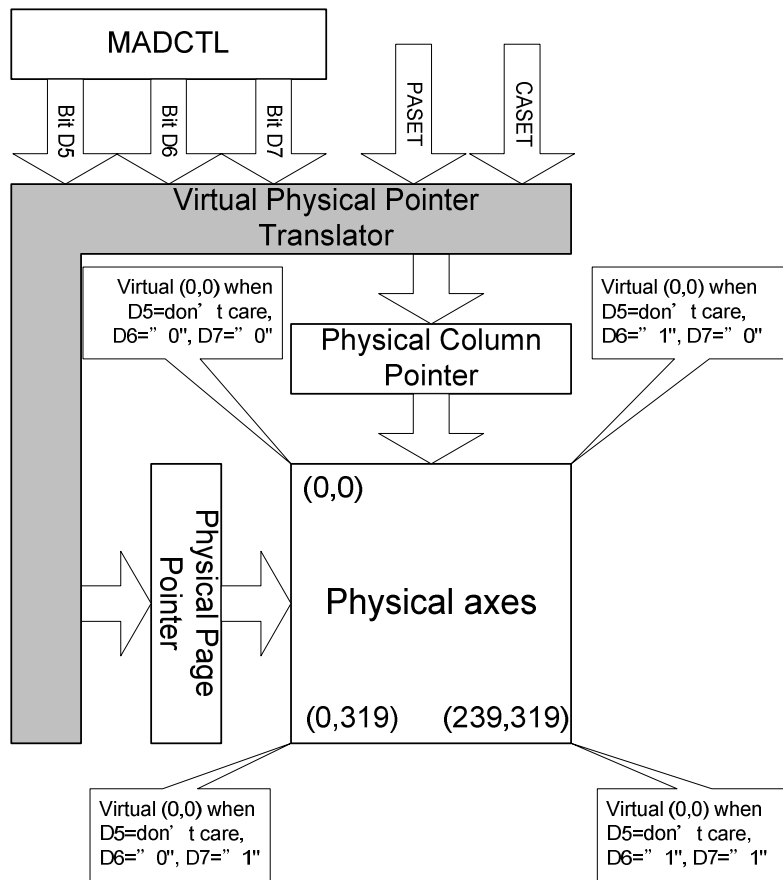 MADCTL
Bit D5
Bit D6
Bit D7
PASET
CASET
Virtual Physical Pointer
Translator
Virtual (0,0) when
D5=don’ t care,
D6=” 0", D7=” 0"
Virtual (0,0) when
D5=don’ t care,
D6=” 1", D7=” 0"
Physical Column
Pointer
(0,0)
Physical Page
Pointer
Physical axes
(0,319)
(239,319)
Virtual (0,0) when
D5=don’ t care,
D6=” 0", D7=” 1"
Virtual (0,0) when
D5=don’ t care,
D6=” 1", D7=” 1"